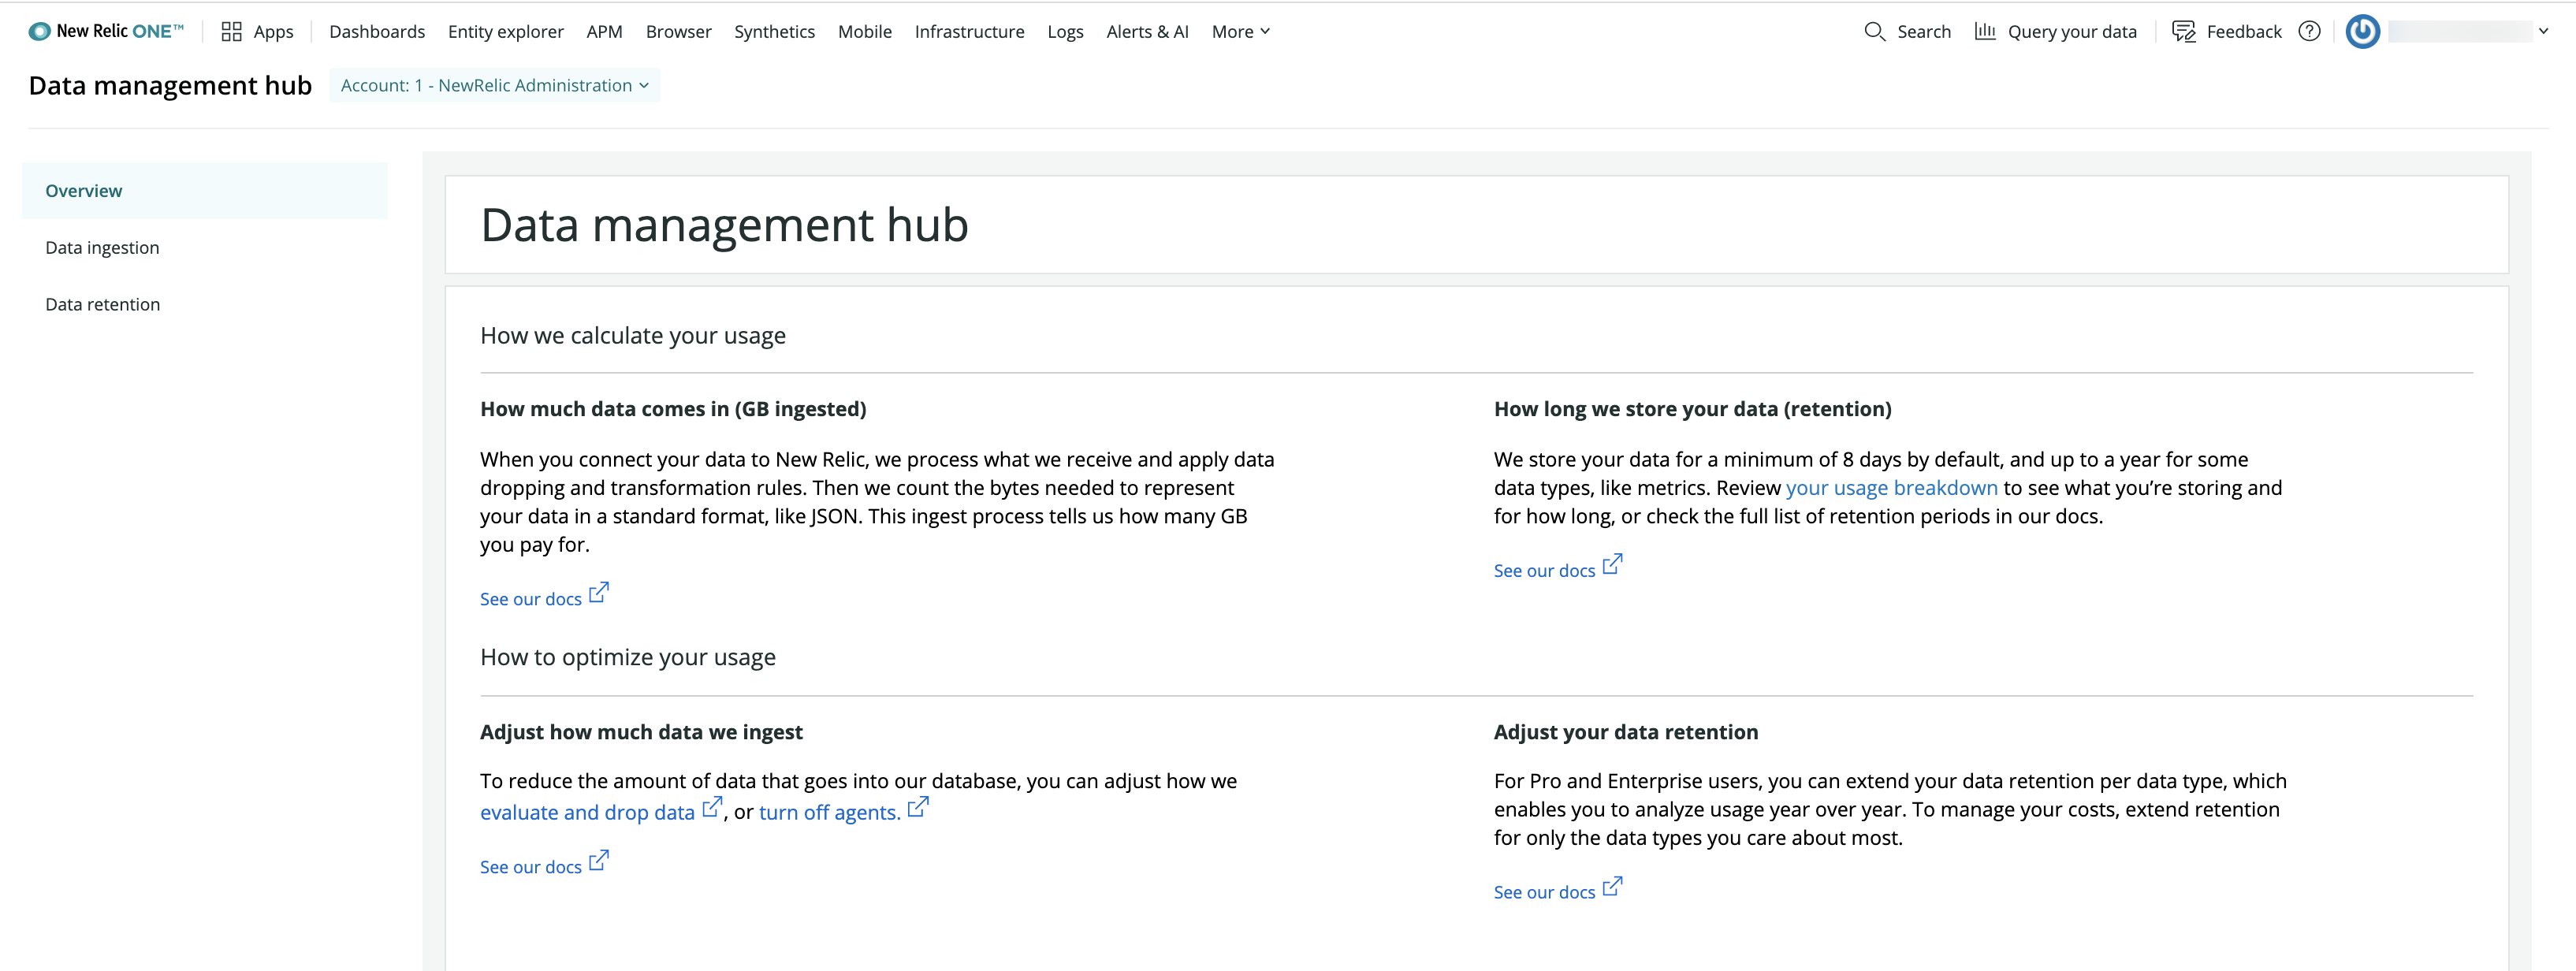 New Relic ONE™ Apps Dashboards Entity explorer APM Browser Synthetics Mobile Infrastructure Logs Alerts & AI More Search Query your data Feedback
Data management hub Account: 1 - NewRelic Administration
Overview
Data ingestion
Data retention
Data management hub
How we calculate your usage
How much data comes in (GB ingested)
When you connect your data to New Relic, we process what we receive and apply data
dropping and transformation rules. Then we count the bytes needed to represent
your data in a standard format, like JSON. This ingest process tells us how many GB
you pay for.
See our docs
How long we store your data (retention)
We store your data for a minimum of 8 days by default, and up to a year for some
data types, like metrics. Review your usage breakdown to see what you’re storing and
for how long, or check the full list of retention periods in our docs.
See our docs
How to optimize your usage
Adjust how much data we ingest
To reduce the amount of data that goes into our database, you can adjust how we
evaluate and drop data , or turn off agents.
See our docs
Adjust your data retention
For Pro and Enterprise users, you can extend your data retention per data type, which
enables you to analyze usage year over year. To manage your costs, extend retention
for only the data types you care about most.
See our docs